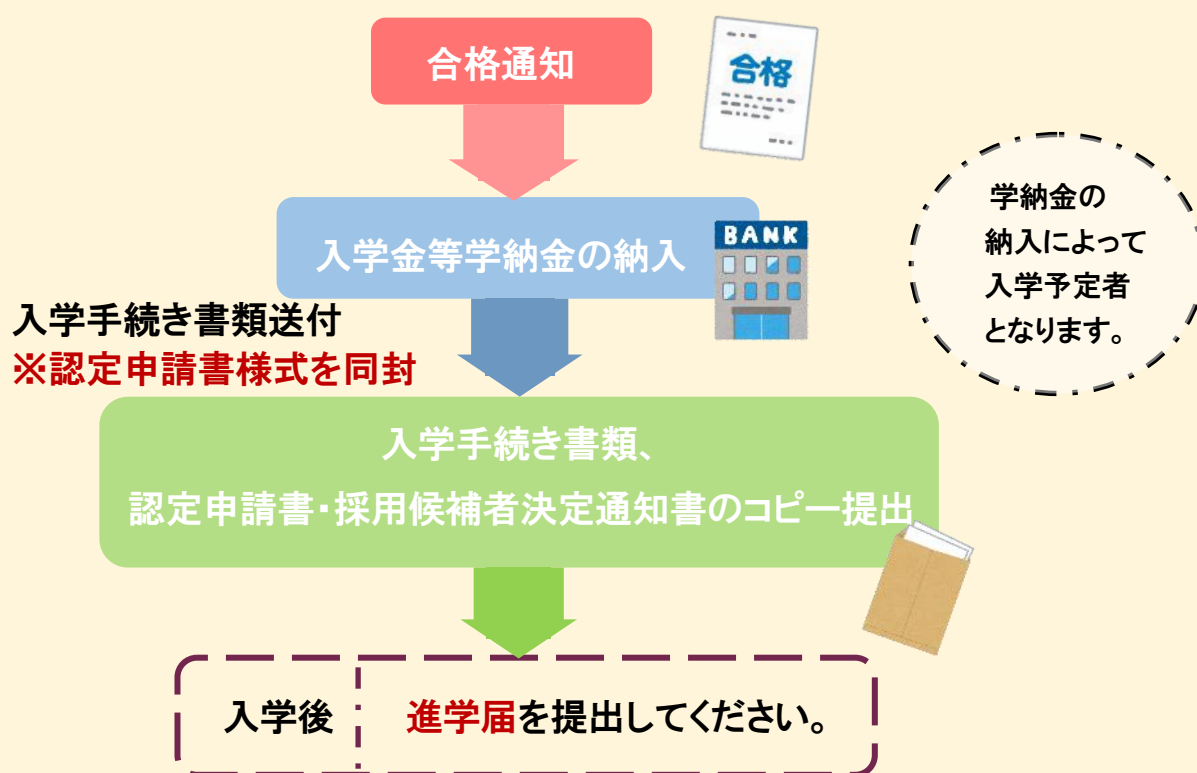 合格通知
合格
入学金等学納金の納入
BANK
学納金の
納入によって
入学予定者
となります。
入学手続き書類送付
※認定申請書様式を同封
入学手続き書類、
認定申請書・採用候補者決定通知書のコピー提出
入学後 進学届を提出してください。